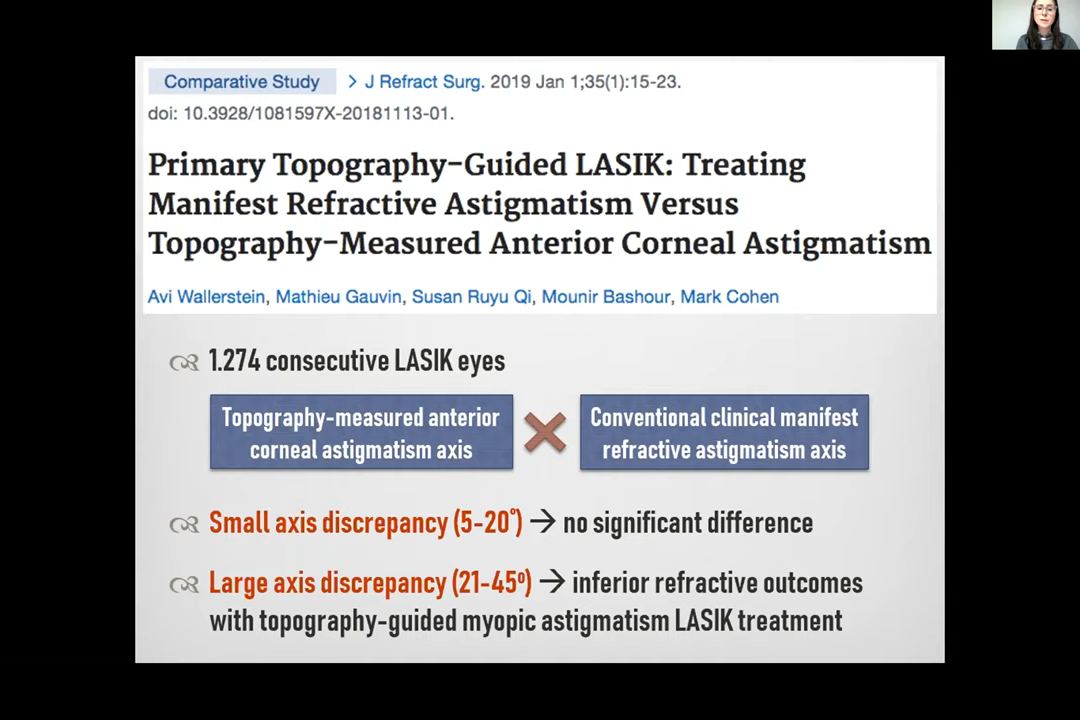 Comparative Study > J Refract Surg. 2019 Jan 1;35(1):15-23.
doi: 10.3928/1081597X-20181113-01.
Primary Topography-Guided LASIK: Treating
Manifest Refractive Astigmatism Versus
Topography-Measured Anterior Corneal Astigmatism
Avi Wallerstein, Mathieu Gauvin, Susan Ruyu Qi, Mounir Bashour, Mark Cohen
1.274 consecutive LASIK eyes
Topography-measured anterior
corneal astigmatism axis
Conventional clinical manifest
refractive astigmatism axis
Small axis discrepancy (5-20º) → no significant difference
Large axis discrepancy (21-45º) → inferior refractive outcomes
with topography-guided myopic astigmatism LASIK treatment